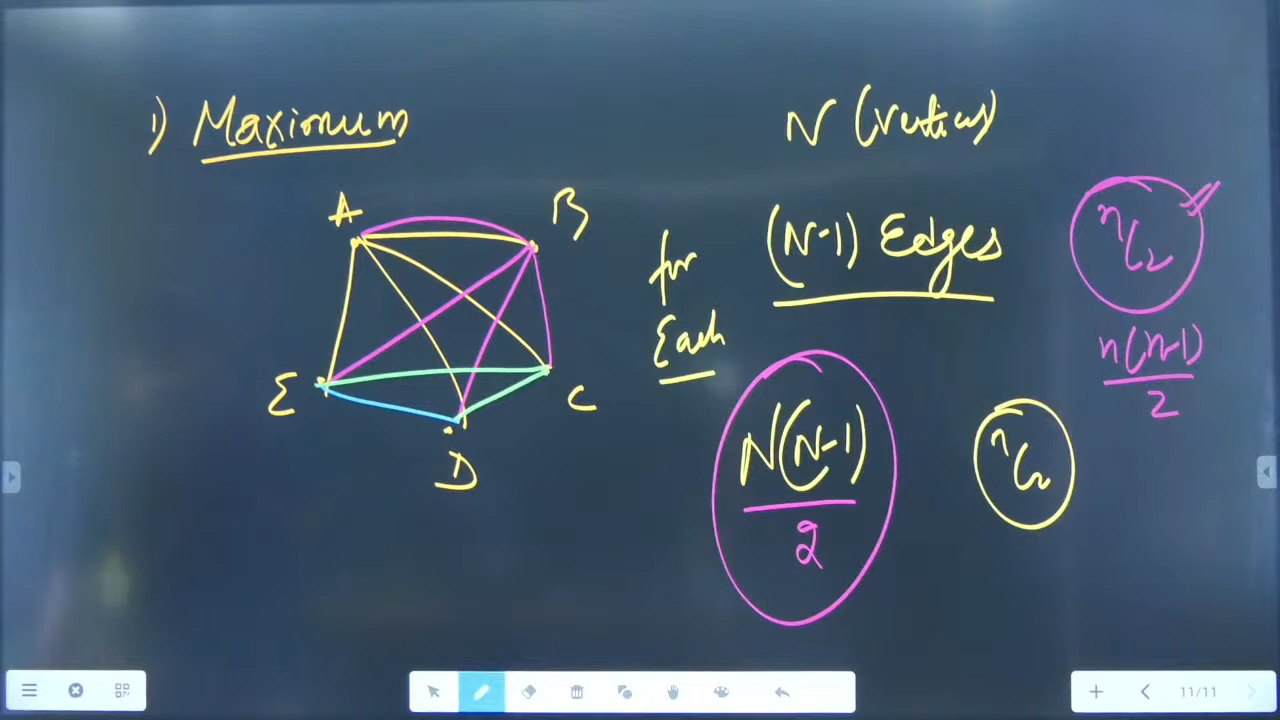 1) Maximum
N (Vertices)
A
B
for
Each
(N-1) Edges
nC2
n(n-1)
2
E
C
D
N(N-1)
2
nC2
11/11